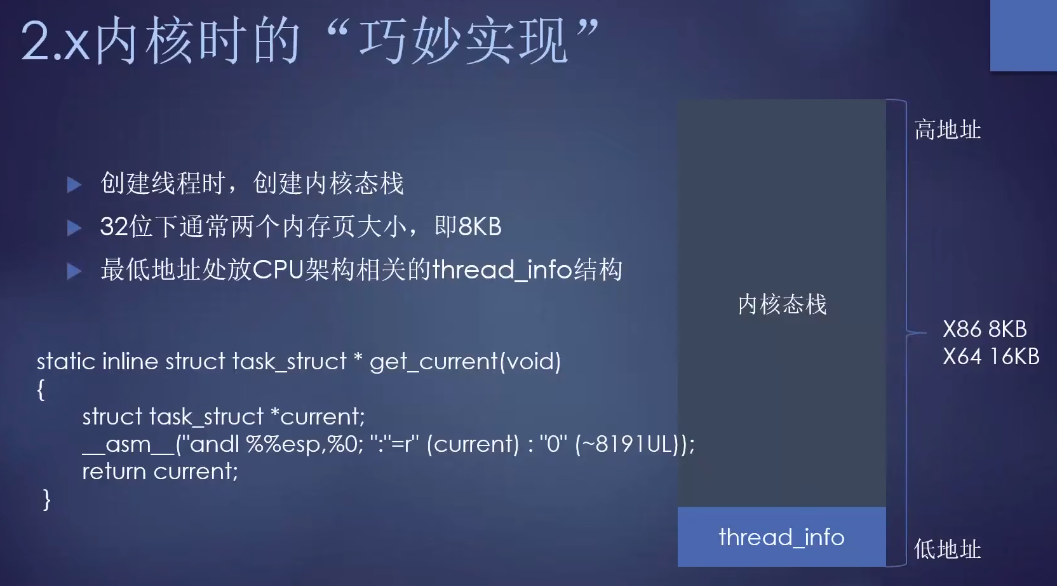 2.x内核时的“巧妙实现”
创建线程时，创建内核态栈
32位下通常两个内存页大小，即8KB
最低地址处放CPU架构相关的thread_info结构
static inline struct task_struct * get_current(void)
{
struct task_struct *current;
__asm__("andl %%esp,%0; ":"=r" (current) : "0" (~8191UL));
return current;
}
高地址
内核态栈
X86 8KB
X64 16KB
thread_info
低地址